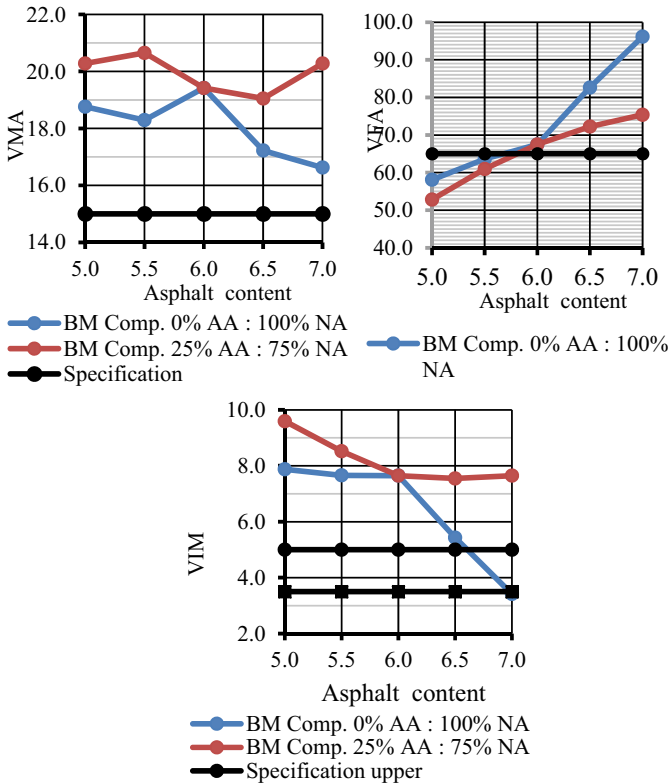 22.0
20.0
18.0
16.0
14.0
VMA
5.0 5.5 6.0 6.5 7.0
Asphalt content
BM Comp. 0% AA : 100% NA
BM Comp. 25% AA : 75% NA
Specification
100.0
90.0
80.0
70.0
60.0
50.0
40.0
VFA
5.0 5.5 6.0 6.5 7.0
Asphalt content
BM Comp. 0% AA : 100%
NA
10.0
8.0
6.0
4.0
2.0
VIM
5.0 5.5 6.0 6.5 7.0
Asphalt content
BM Comp. 0% AA : 100% NA
BM Comp. 25% AA : 75% NA
Specification upper